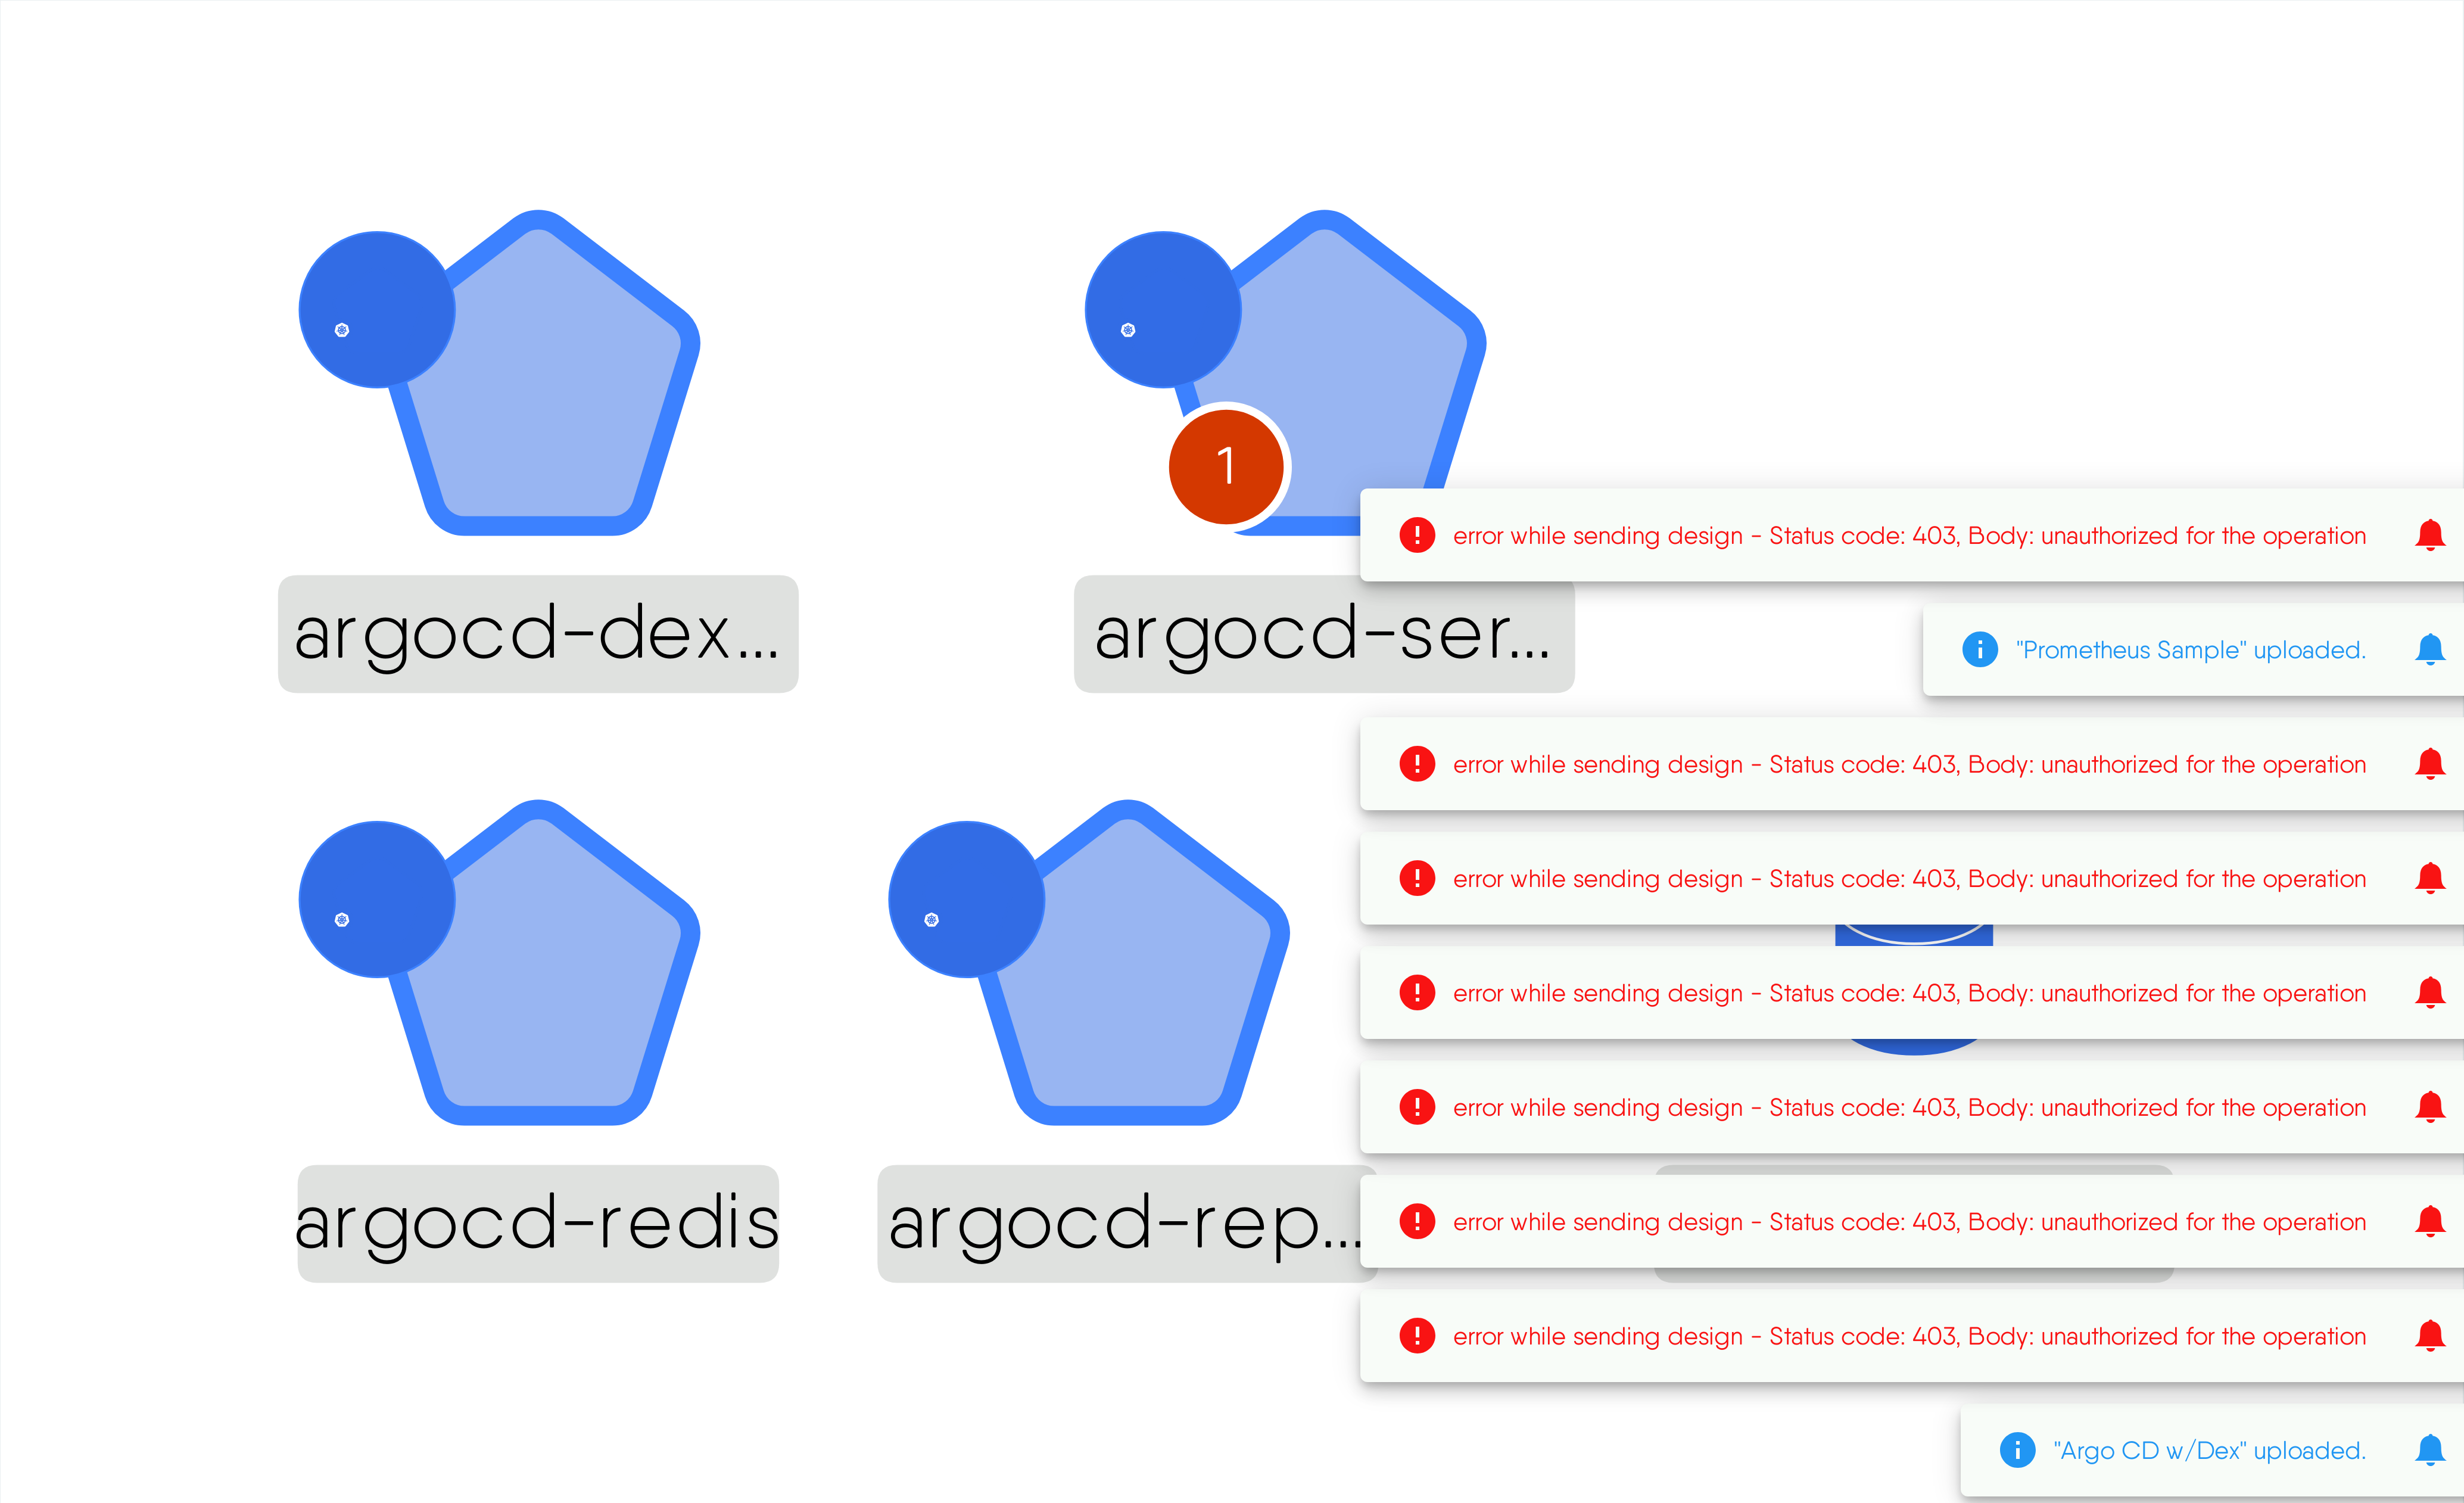 1
error while sending design - Status code: 403, Body: unauthorized for the operation
argocd-dex...
argocd-ser...
"Prometheus Sample" uploaded.
error while sending design - Status code: 403, Body: unauthorized for the operation
error while sending design - Status code: 403, Body: unauthorized for the operation
error while sending design - Status code: 403, Body: unauthorized for the operation
error while sending design - Status code: 403, Body: unauthorized for the operation
argocd-redis
argocd-rep...
error while sending design - Status code: 403, Body: unauthorized for the operation
error while sending design - Status code: 403, Body: unauthorized for the operation
"Argo CD w/Dex" uploaded.